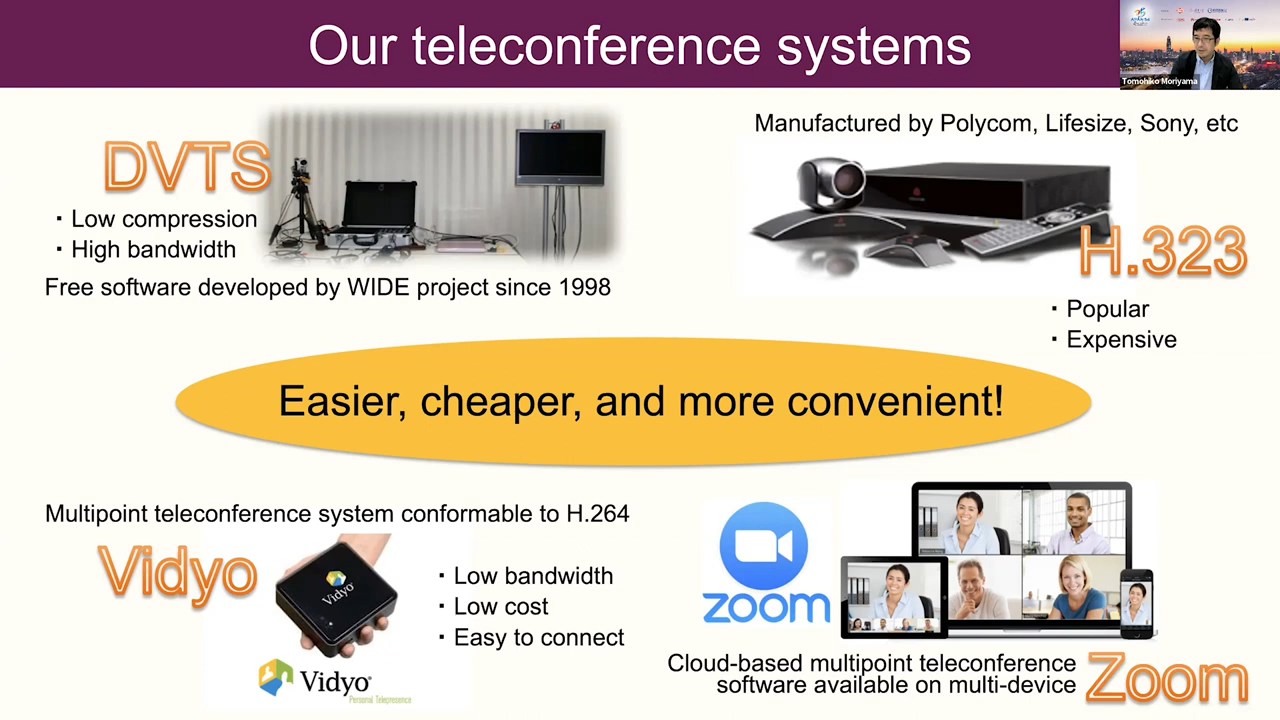 Our teleconference systems
Tomohiko Moriyama
DVTS
・Low compression
・High bandwidth
Free software developed by WIDE project since 1998
Manufactured by Polycom, Lifesize, Sony, etc
H.323
・Popular
・Expensive
Easier, cheaper, and more convenient!
Multipoint teleconference system conformable to H.264
Vidyo
Vidyo
・Low bandwidth
・Low cost
・Easy to connect
Vidyo
Personal Telepresence
zoom
Cloud-based multipoint teleconference
software available on multi-device
Zoom